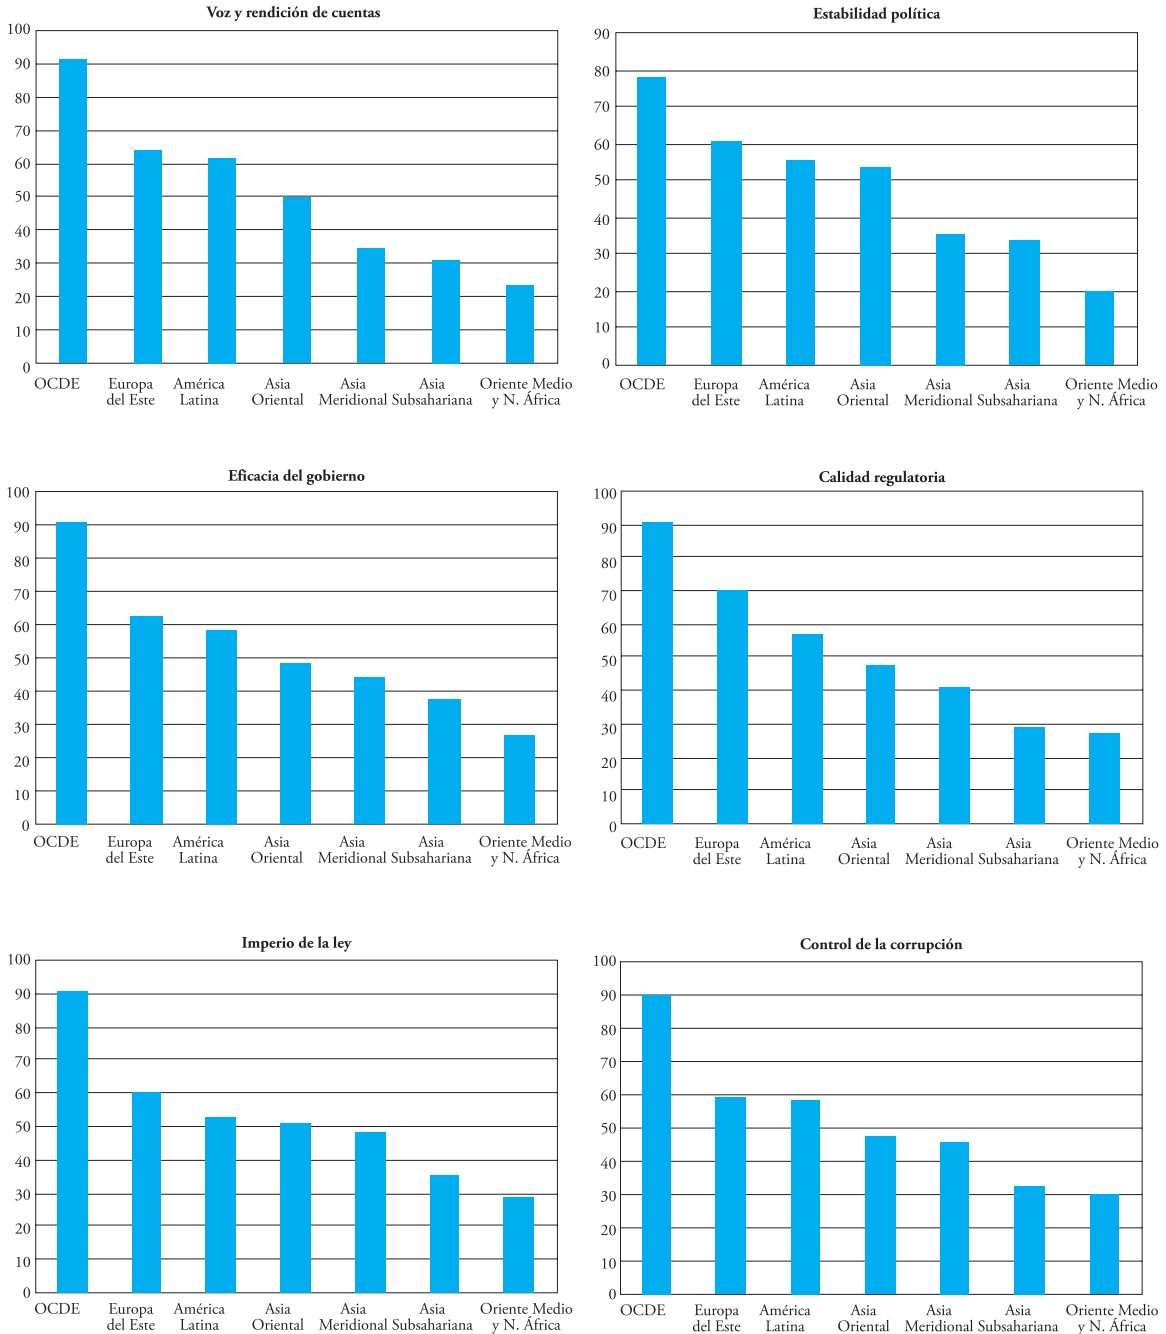 Voz y rendición de cuentas
100
90
80
70
60
50
40
30
20
10
0
OCDE
Europa
del Este
América
Latina
Asia
Oriental
Asia
Meridional
Asia
Subsahariana
Oriente Medio
y N. África
Estabilidad política
90
80
70
60
50
40
30
20
10
0
OCDE
Europa
del Este
América
Latina
Asia
Oriental
Asia
Meridional
Asia
Subsahariana
Oriente Medio
y N. África
Eficacia del gobierno
100
90
80
70
60
50
40
30
20
10
0
OCDE
Europa
del Este
América
Latina
Asia
Oriental
Asia
Meridional
Asia
Subsahariana
Oriente Medio
y N. África
Calidad regulatoria
100
90
80
70
60
50
40
30
20
10
0
OCDE
Europa
del Este
América
Latina
Asia
Oriental
Asia
Meridional
Asia
Subsahariana
Oriente Medio
y N. África
Imperio de la ley
100
90
80
70
60
50
40
30
20
10
0
OCDE
Europa
del Este
América
Latina
Asia
Oriental
Asia
Meridional
Asia
Subsahariana
Oriente Medio
y N. África
Control de la corrupción
100
90
80
70
60
50
40
30
20
10
0
OCDE
Europa
del Este
América
Latina
Asia
Oriental
Asia
Meridional
Asia
Subsahariana
Oriente Medio
y N. África